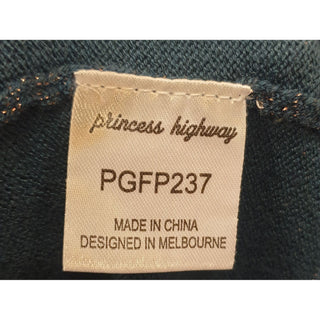 princess highway
PGFP237
MADE IN CHINA
DESIGNED IN MELBOURNE